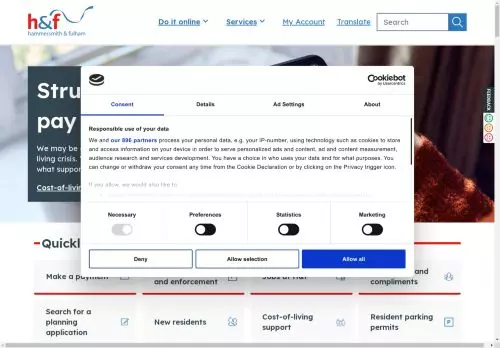 h&f
hammersmith & fulham
Do it online
Services
My Account
Translate
Search
FEEDBACK
Stru
pay
We may be
living crisis.
what suppor
Cost-of-livin
Cookiebot
by Usercentrics
Consent
Details
Ad Settings
About
Responsible use of your data
We and our 896 partners process your personal data, e.g. your IP-number, using technology such as cookies to store
and access information on your device in order to serve personalized ads and content, ad and content measurement,
audience research and services development. You have a choice in who uses your data and for what purposes. You
can change or withdraw your consent any time from the Cookie Declaration or by clicking on the Privacy trigger icon.
If you allow, we would also like to:
Necessary
Preferences
Statistics
Marketing
Deny
Allow selection
Allow all
Quickl
Make a payment
and enforcement
Jobs at H&F
and
compliments
Search for a
planning
application
New residents
Cost-of-living
support
Resident parking
permits